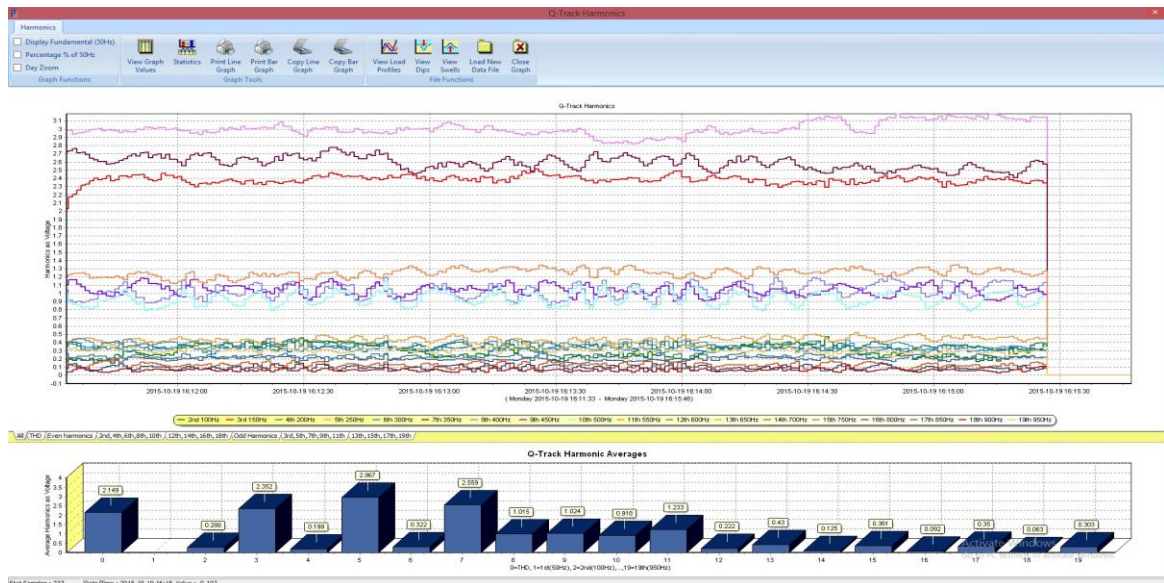 Q-Track Harmonics
Harmonics
Display Fundamental (50Hz)
Percentage % of 50Hz
Day Zoom
Graph Functions
View Graph Values
Statistics
Print Line Graph
Print Bar Graph
Copy Line Graph
Copy Bar Graph
Graph Tools
View Load Profiles
View Dips
View Swells
Load New Data File
Close Graph
File Functions
Q-Track Harmonics
Harmonics as Voltage
3.1
3
2.9
2.8
2.7
2.6
2.5
2.4
2.3
2.2
2.1
2
1.9
1.8
1.7
1.6
1.5
1.4
1.3
1.2
1.1
1
0.9
0.8
0.7
0.6
0.5
0.4
0.3
0.2
0.1
0
-0.1
2015-10-19 16:12:00 2015-10-19 16:12:30 2015-10-19 16:13:00 2015-10-19 16:13:30 2015-10-19 16:14:00 2015-10-19 16:14:30 2015-10-19 16:15:00 2015-10-19 16:15:30
( Monday 2015-10-19 16:11:33 - Monday 2015-10-19 16:15:46)
2nd 100Hz 3rd 150Hz 4th 200Hz 5th 250Hz 6th 300Hz 7th 350Hz 8th 400Hz 9th 450Hz 10th 500Hz 11th 550Hz 12th 600Hz 13th 650Hz 14th 700Hz 15th 750Hz 16th 800Hz 17th 850Hz 18th 900Hz 19th 950Hz
All THD Even harmonics 2nd,4th,6th,8th,10th 12th,14th,16th,18th Odd Harmonics 3rd,5th,7th,9th,11th 13th,15th,17th,19th
Q-Track Harmonic Averages
Average Harmonics as Voltage
4
3.5
3
2.5
2
1.5
1
0.5
0
2.149 2.352 0.199 2.967 0.322 2.559 1.015 1.024 0.918 1.233 0.222 0.43 0.125 0.361 0.092 0.35 0.063 0.303
0 1 2 3 4 5 6 7 8 9 10 11 12 13 14 15 16 17 18 19
0=THD, 1=1st(50Hz), 2=2nd(100Hz),...,19=19th(950Hz)
Activate Windows
Go to PC settings to activate Windows.